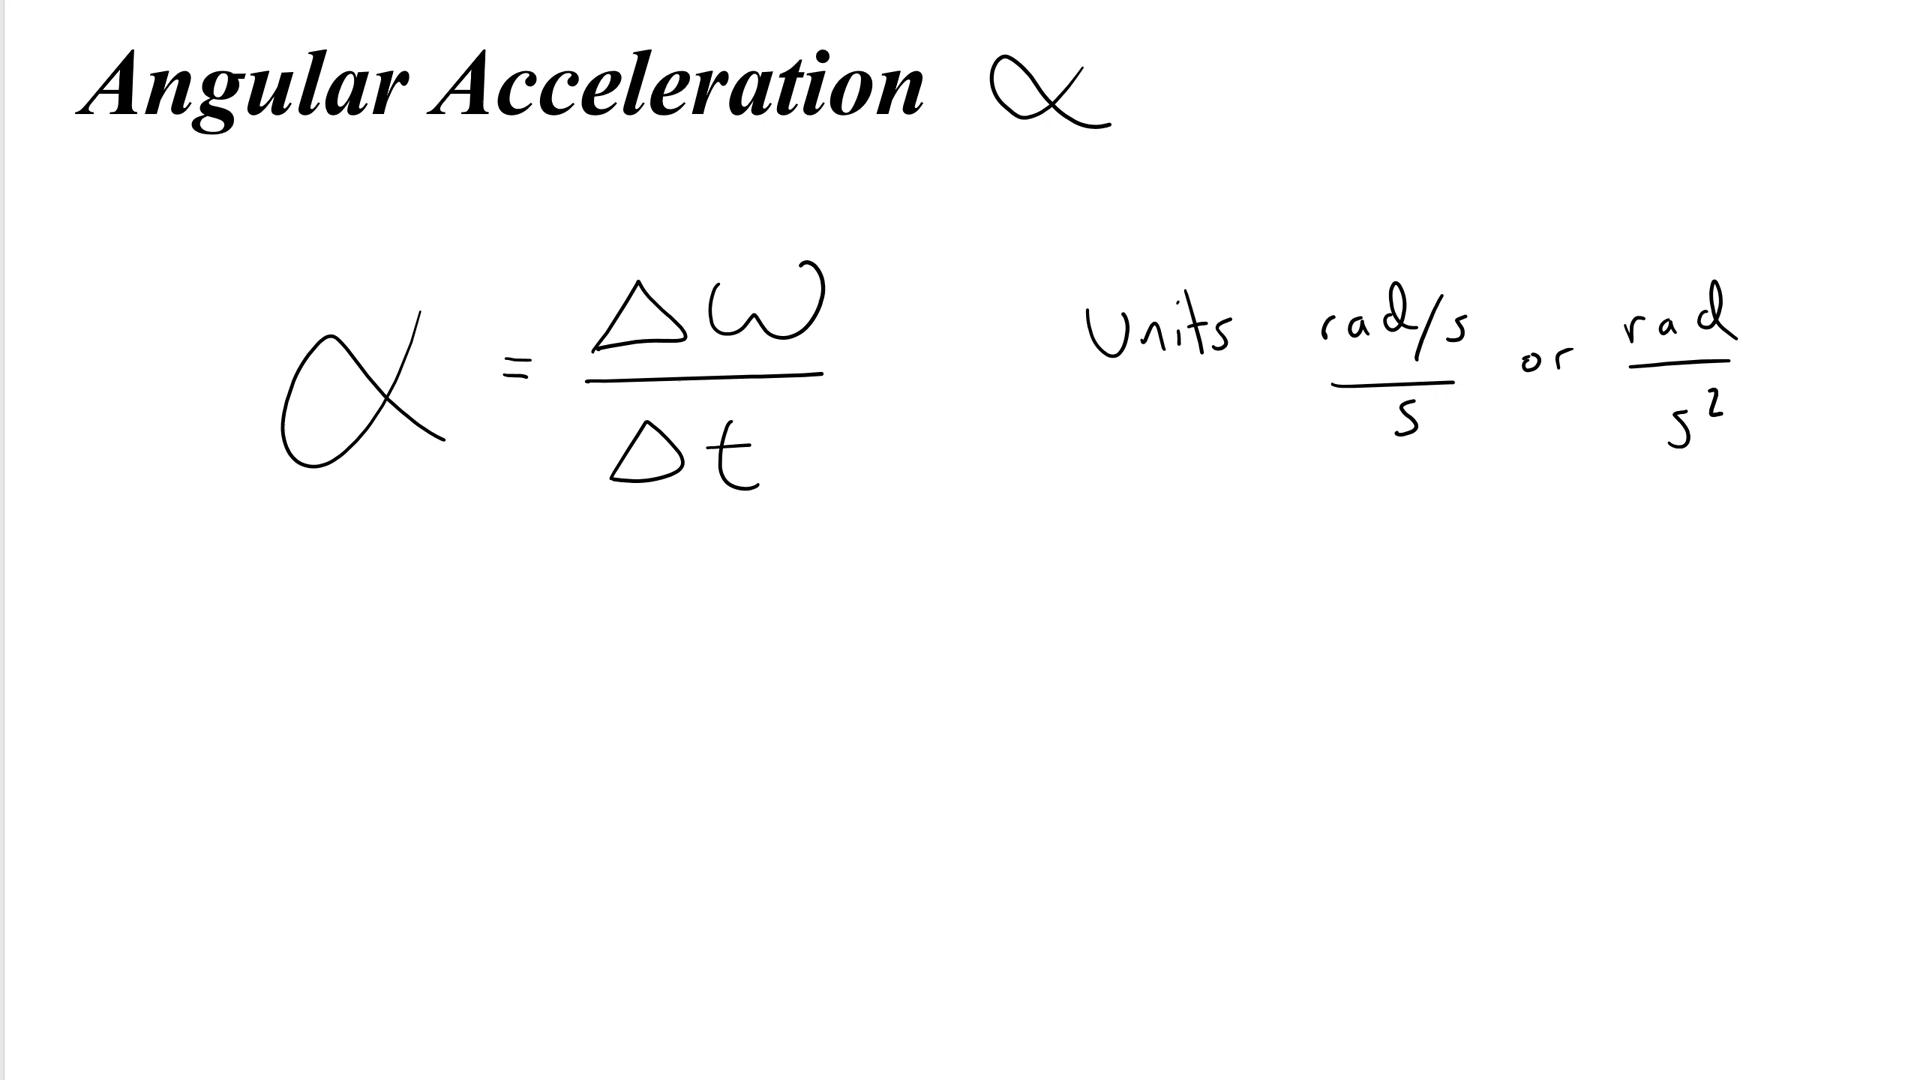 Angular Acceleration α
α = Δω / Δt
Units rad/s / s or rad / s²